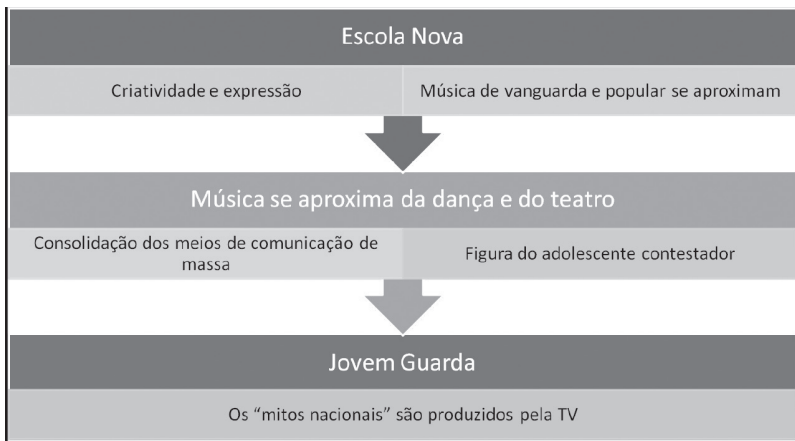 Escola Nova
Criatividade e expressão
Música de vanguarda e popular se aproximam
Música se aproxima da dança e do teatro
Consolidação dos meios de comunicação de
massa
Figura do adolescente contestador
Jovem Guarda
Os “mitos nacionais” são produzidos pela TV